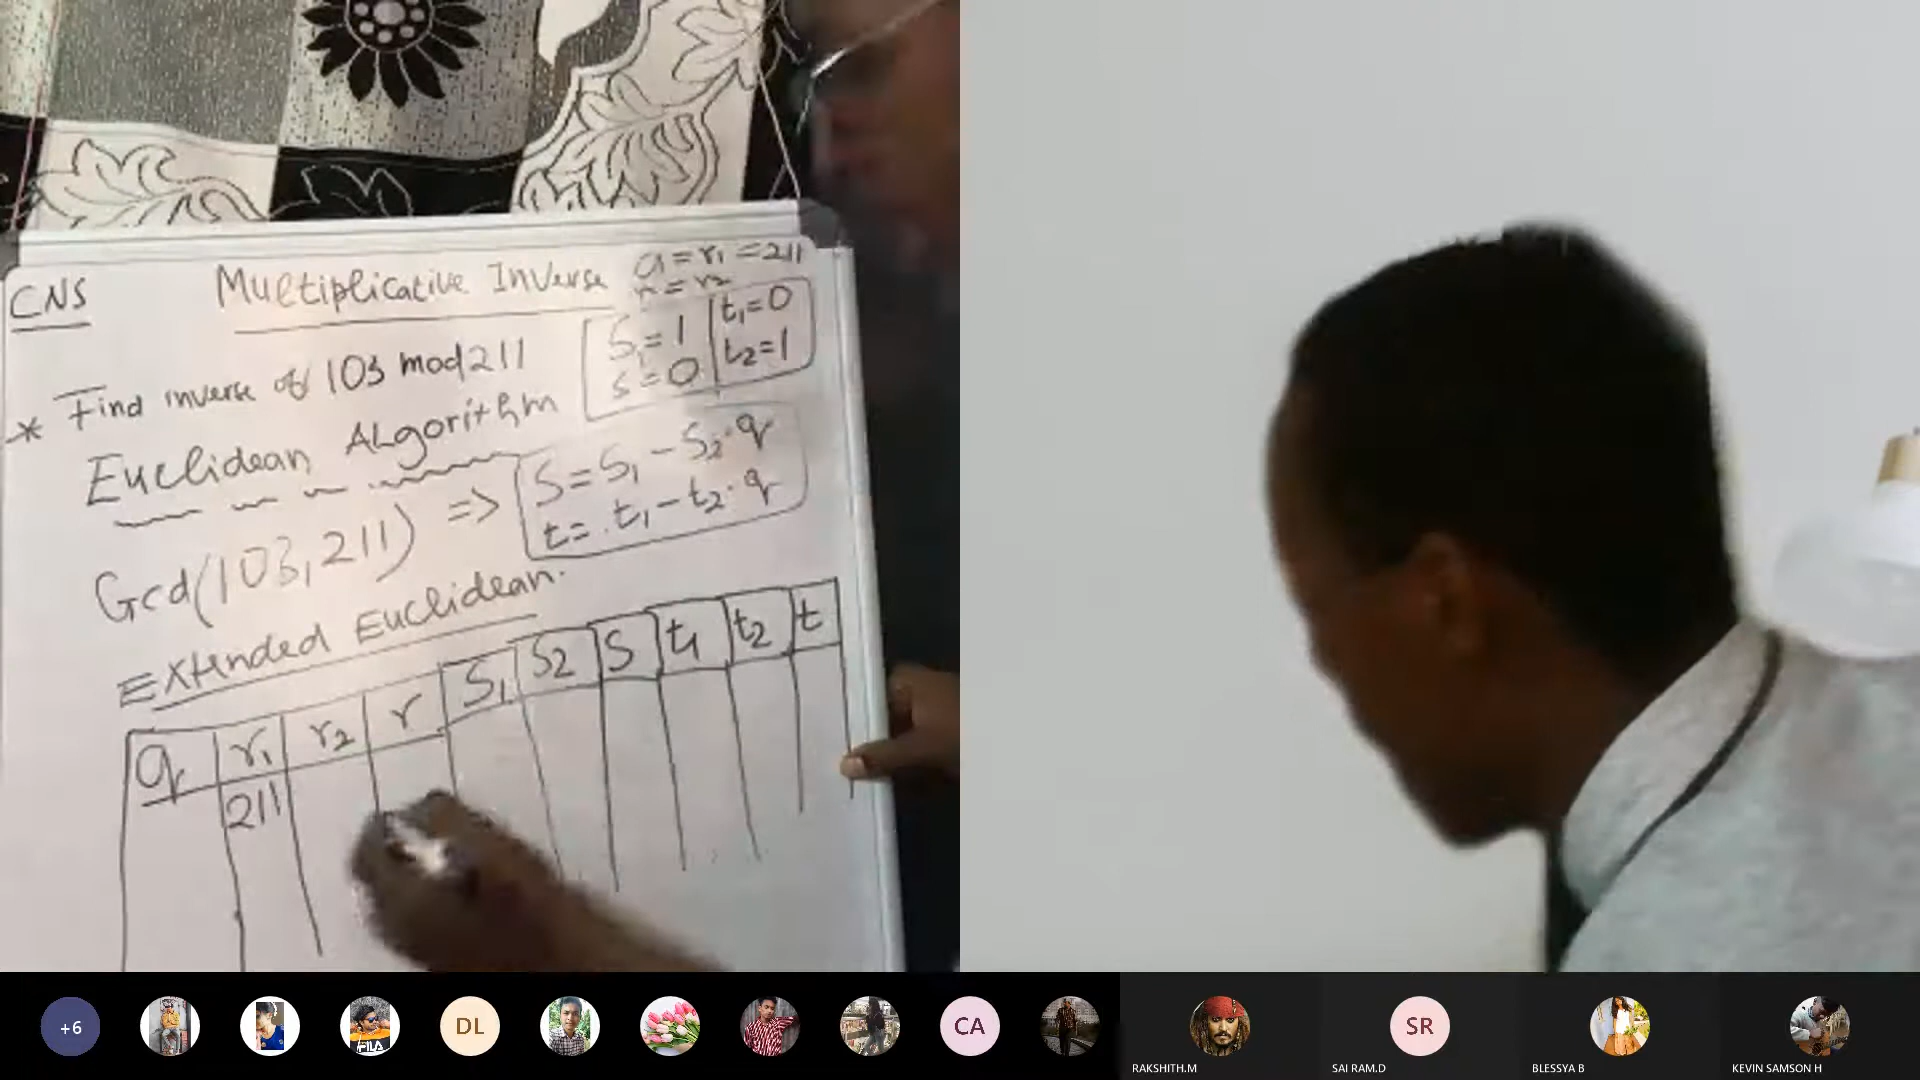 CNS
Multiplicative Inverse
a = r₁ = 211
n = r₂
S₁ = 1 | t₁ = 0
S = 0 | t₂ = 1
* Find inverse of 103 mod 211
Euclidean Algorithm
S = S₁ - S₂ · q
t = . t₁ - t₂ · q
Gcd(103,211) =>
Extended Euclidean.
q r₁ r₂ r S₁ S₂ S t₁ t₂ t
211
FILA
+6 DL CA SR
RAKSHITH.M SAI RAM.D BLESSYA B KEVIN SAMSON H